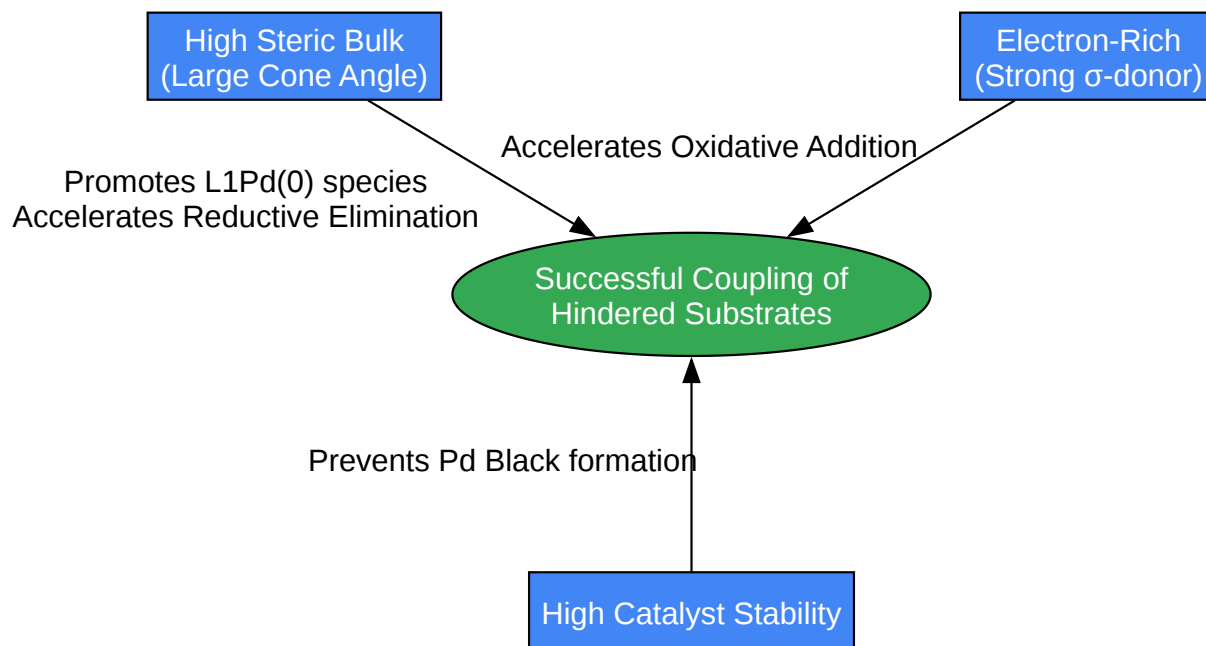 High Steric Bulk
(Large Cone Angle)
Electron-Rich
(Strong σ-donor)
Accelerates Oxidative Addition
Promotes L1Pd(0) species
Accelerates Reductive Elimination
Successful Coupling of
Hindered Substrates
Prevents Pd Black formation
High Catalyst Stability